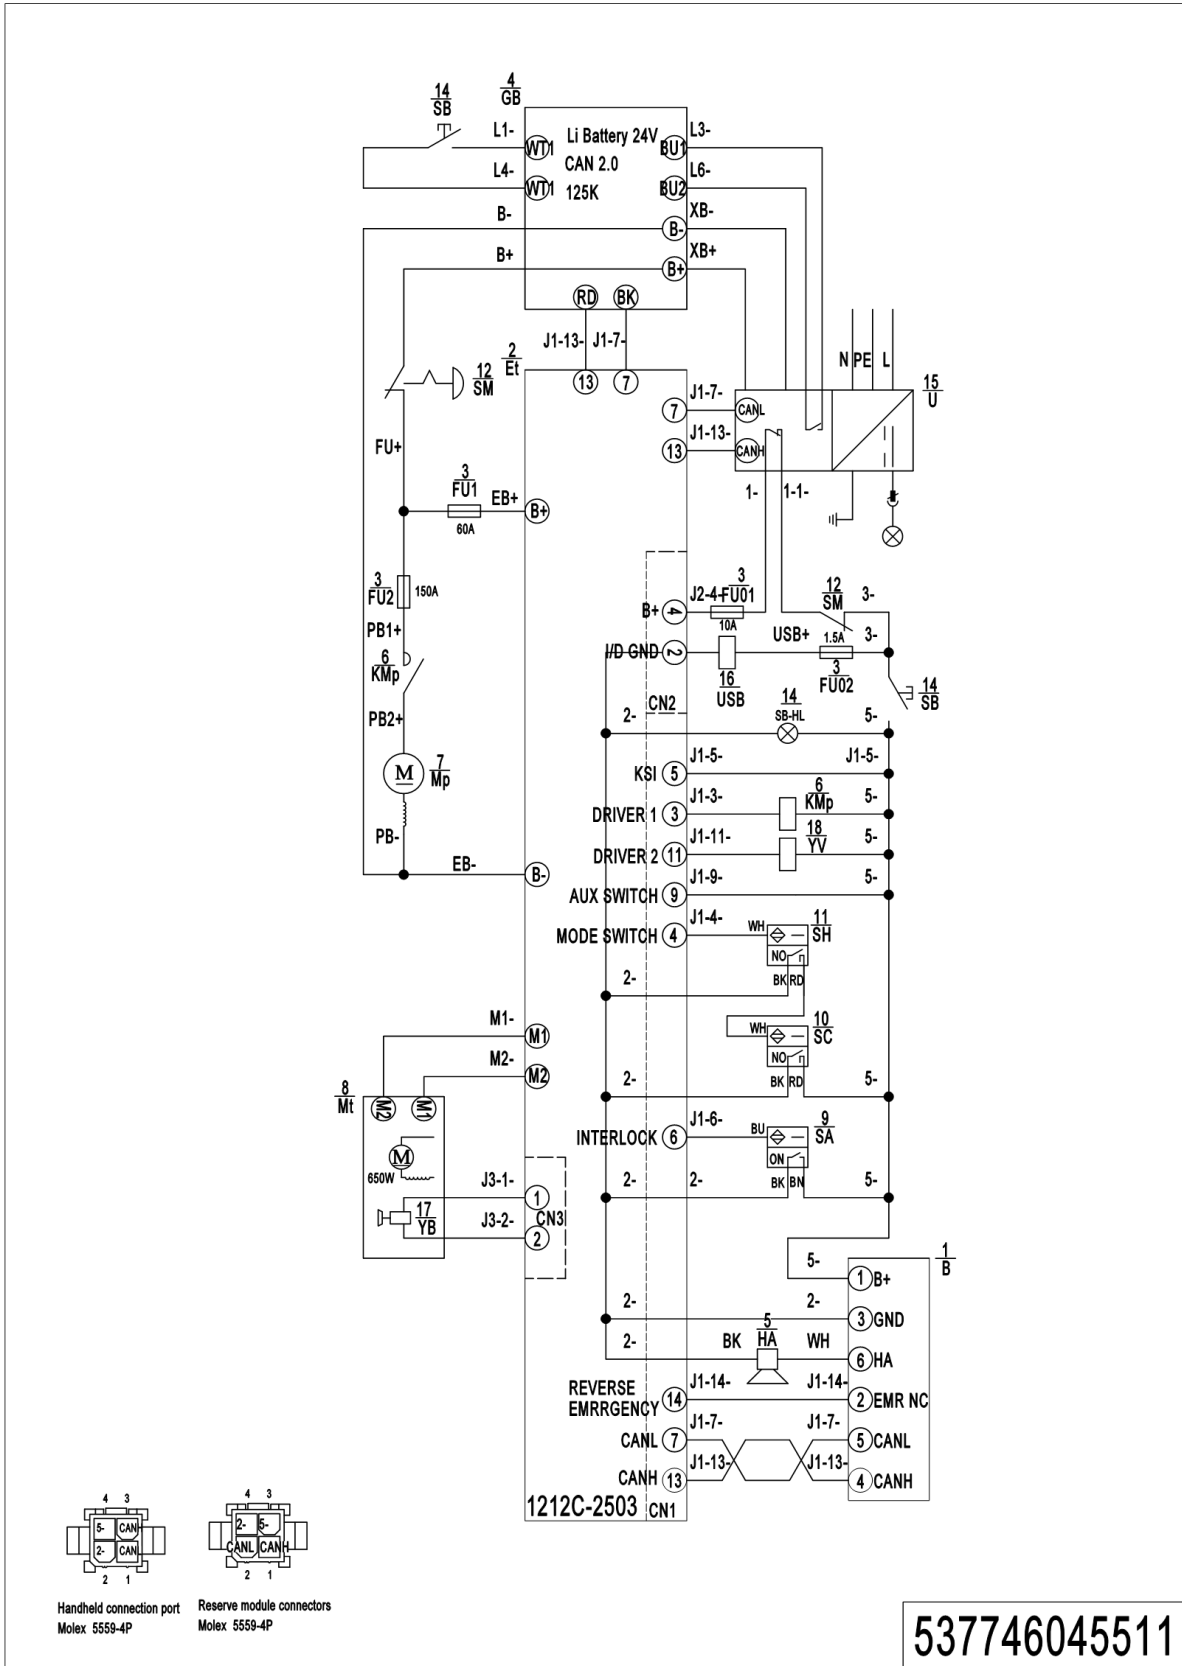 14
SB
4
GB
L1-
WT1
Li Battery 24V
BU1
L3-
CAN 2.0
L4-
WT1
125K
BU2
L6-
B-
B-
XB-
B+
B+
XB+
RD
BK
J1-13-
J1-7-
2
Et
13
7
N
PE
L
12
SM
15
U
7
J1-7-
CANL
13
J1-13-
CANH
FU+
3
FU1
60A
EB+
B+
1-
1-1-
3
FU2
150A
B+
4
J2-4-
3
FU01
10A
12
SM
3-
PB1+
I/D GND
2
USB+
1.5A
3
FU02
3-
6
KMp
16
USB
14
SB
CN2
PB2+
2-
14
SB-HL
5-
7
Mp
M
KSI
5
J1-5-
J1-5-
DRIVER 1
3
J1-3-
6
KMp
5-
PB-
DRIVER 2
11
J1-11-
18
YV
5-
EB-
B-
AUX SWITCH
9
J1-9-
5-
MODE SWITCH
4
J1-4-
WH
11
SH
NO
BK
RD
2-
M1-
M1
WH
10
SC
NO
BK
RD
M2-
M2
2-
5-
8
Mt
M2
M1
INTERLOCK
6
J1-6-
BU
9
SA
ON
BK
BN
M
650W
2-
2-
5-
J3-1-
1
17
YB
CN3
J3-2-
2
5-
1
B
1
B+
2-
2-
3
GND
2-
BK
5
HA
WH
6
HA
REVERSE
EMRRGENCY
14
J1-14-
J1-14-
2
EMR NC
CANL
7
J1-7-
J1-7-
5
CANL
CANH
13
J1-13-
J1-13-
4
CANH
1212C-2503
CN1
4
3
5-
CAN
2-
CAN
2
1
Handheld connection port
Molex 5559-4P
4
3
2-
5-
CANL
CANH
2
1
Reserve module connectors
Molex 5559-4P
537746045511